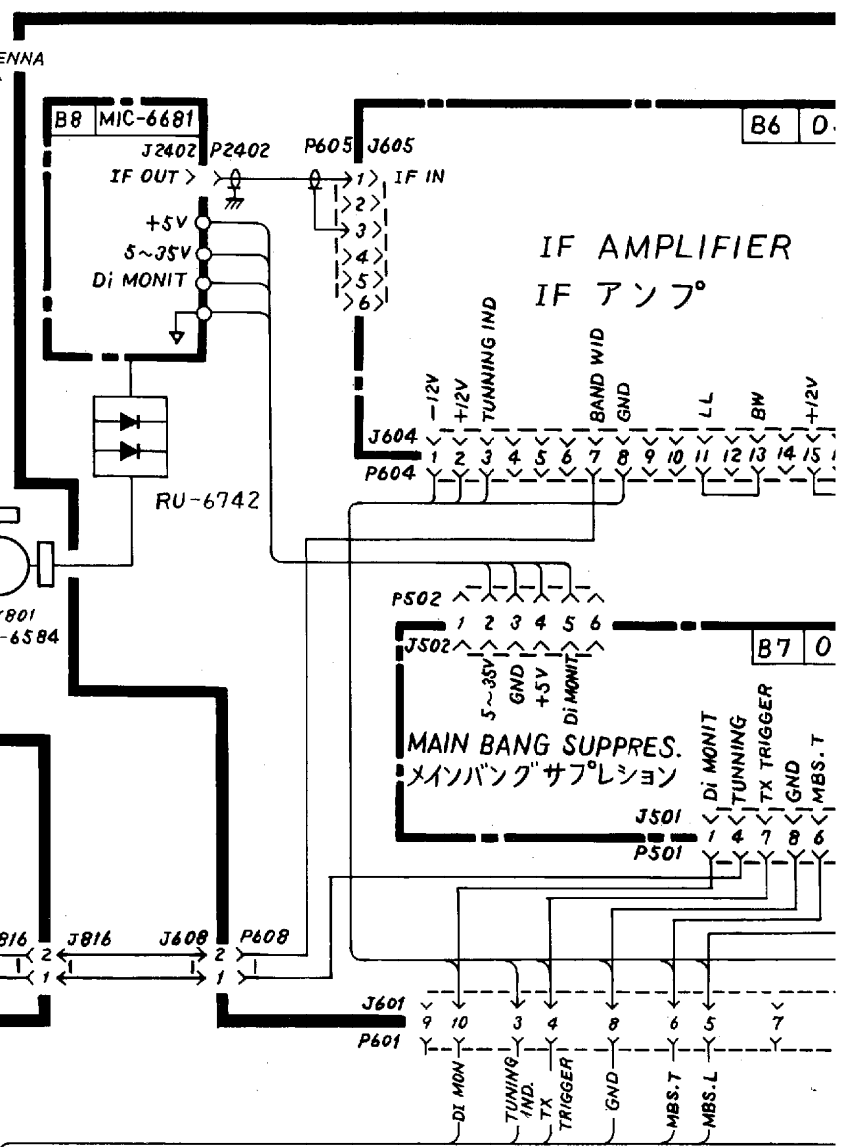 ENNA
B8 MIC-6681
B6
J2402 P2402 P605 J605
IF OUT 1 IF IN
2
+5V 3
5~35V 4
Di MONIT 5
6
IF AMPLIFIER
IF アンプ
-12V
+12V
TUNNING IND
BAND WID
GND
LL
BW
+12V
J604
1 2 3 4 5 6 7 8 9 10 11 12 13 14 15
P604
RU-6742
801
-6584
P502
1 2 3 4 5 6
J502
5~35V
GND
+5V
Di MONIT
B7
MAIN BANG SUPPRES.
メインバングサプレション
Di MONIT
TUNNING
TX TRIGGER
GND
MBS.T
J501
1 4 7 8 6
P501
816 J816 J608 P608
2 2
1 1
J601
9 10 3 4 8 6 5 7
P601
DI MON
TUNING
IND.
TX
TRIGGER
GND
MBS.T
MBS.L